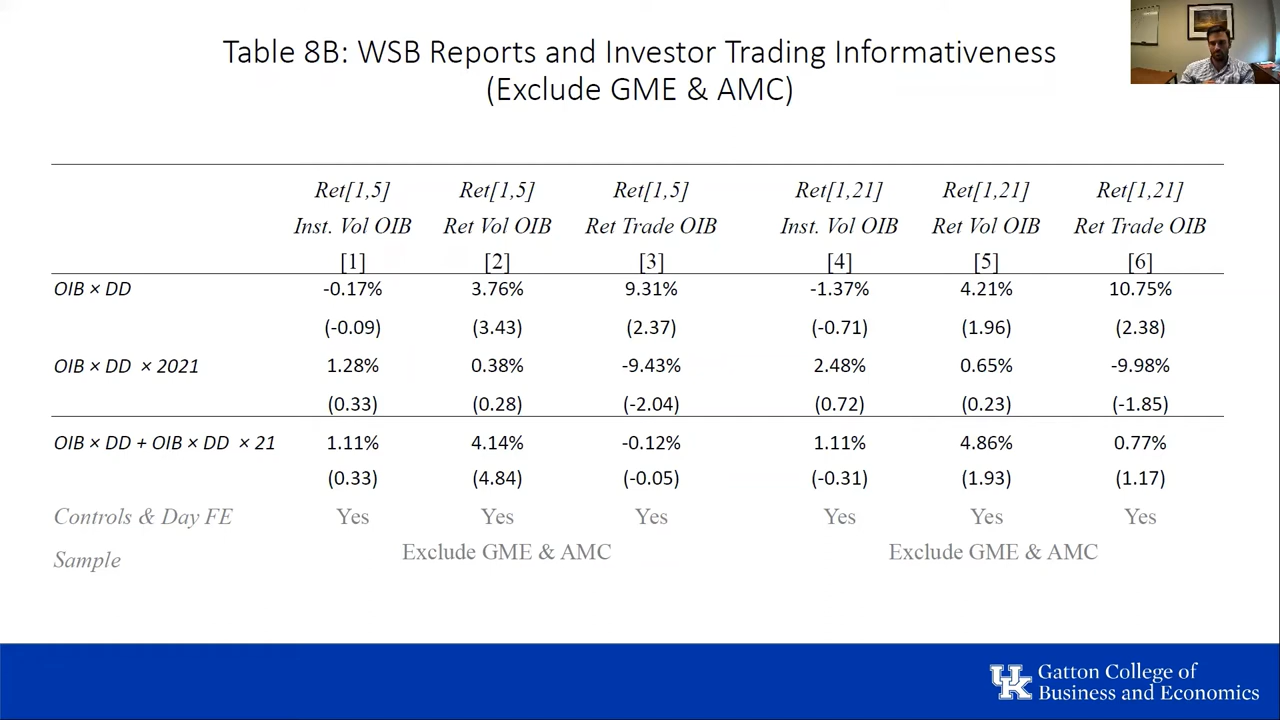 Table 8B: WSB Reports and Investor Trading Informativeness
(Exclude GME & AMC)
Ret[1,5] Ret[1,5] Ret[1,5] Ret[1,21] Ret[1,21] Ret[1,21]
Inst. Vol OIB Ret Vol OIB Ret Trade OIB Inst. Vol OIB Ret Vol OIB Ret Trade OIB
[1] [2] [3] [4] [5] [6]
OIB × DD -0.17% 3.76% 9.31% -1.37% 4.21% 10.75%
(-0.09) (3.43) (2.37) (-0.71) (1.96) (2.38)
OIB × DD × 2021 1.28% 0.38% -9.43% 2.48% 0.65% -9.98%
(0.33) (0.28) (-2.04) (0.72) (0.23) (-1.85)
OIB × DD + OIB × DD × 21 1.11% 4.14% -0.12% 1.11% 4.86% 0.77%
(0.33) (4.84) (-0.05) (-0.31) (1.93) (1.17)
Controls & Day FE Yes Yes Yes Yes Yes Yes
Sample Exclude GME & AMC Exclude GME & AMC
UK Gatton College of
Business and Economics